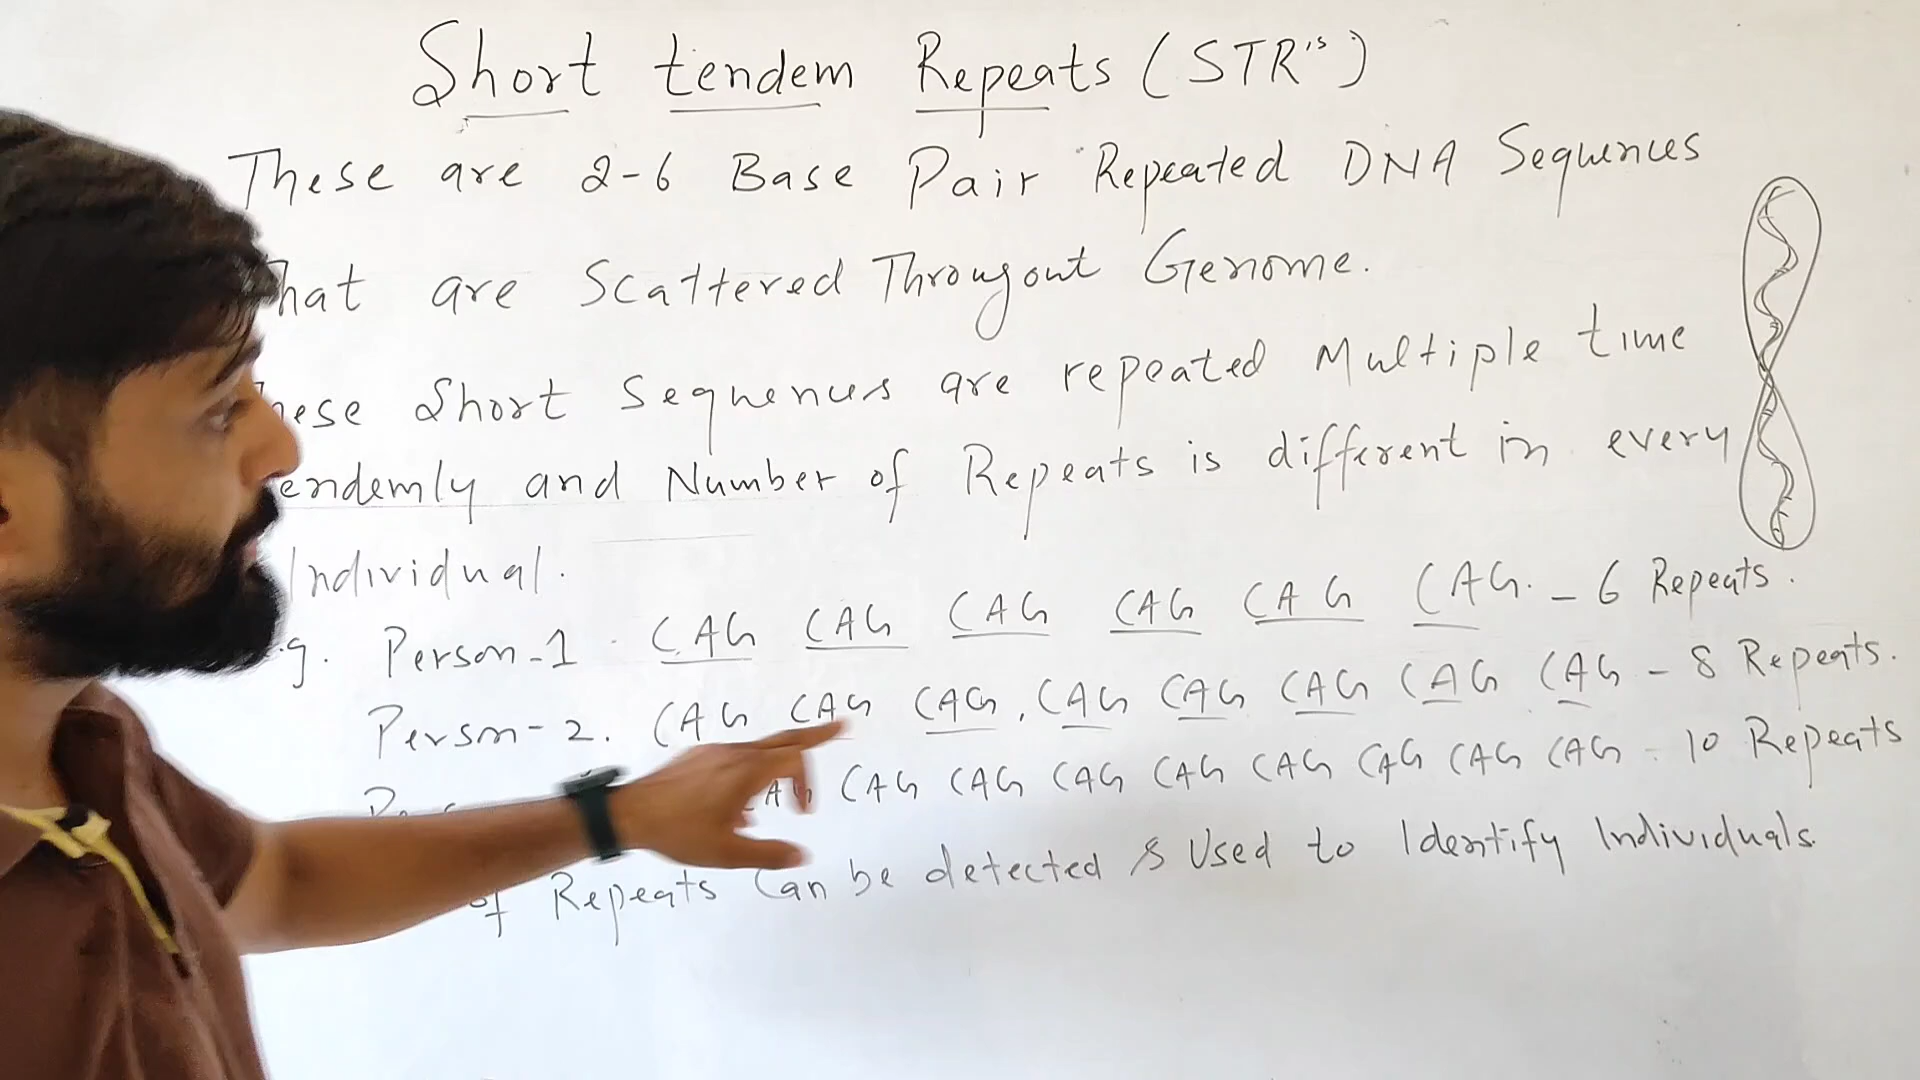 Short tendem Repeats (STR's)
These are 2-6 Base Pair Repeated DNA Sequences
hat are Scattered Througout Genome.
hese Short Sequences are repeated Multiple time
endemly and Number of Repeats is different in every
Individual.
g. Person-1 CAG CAG CAG CAG CAG CAG. - 6 Repeats.
Person-2. CAG CAG CAG, CAG CAG CAG CAG CAG - 8 Repeats.
CAG CAG CAG CAG CAG CAG CAG CAG CAG - 10 Repeats
of Repeats Can be detected & Used to Identify Individuals.